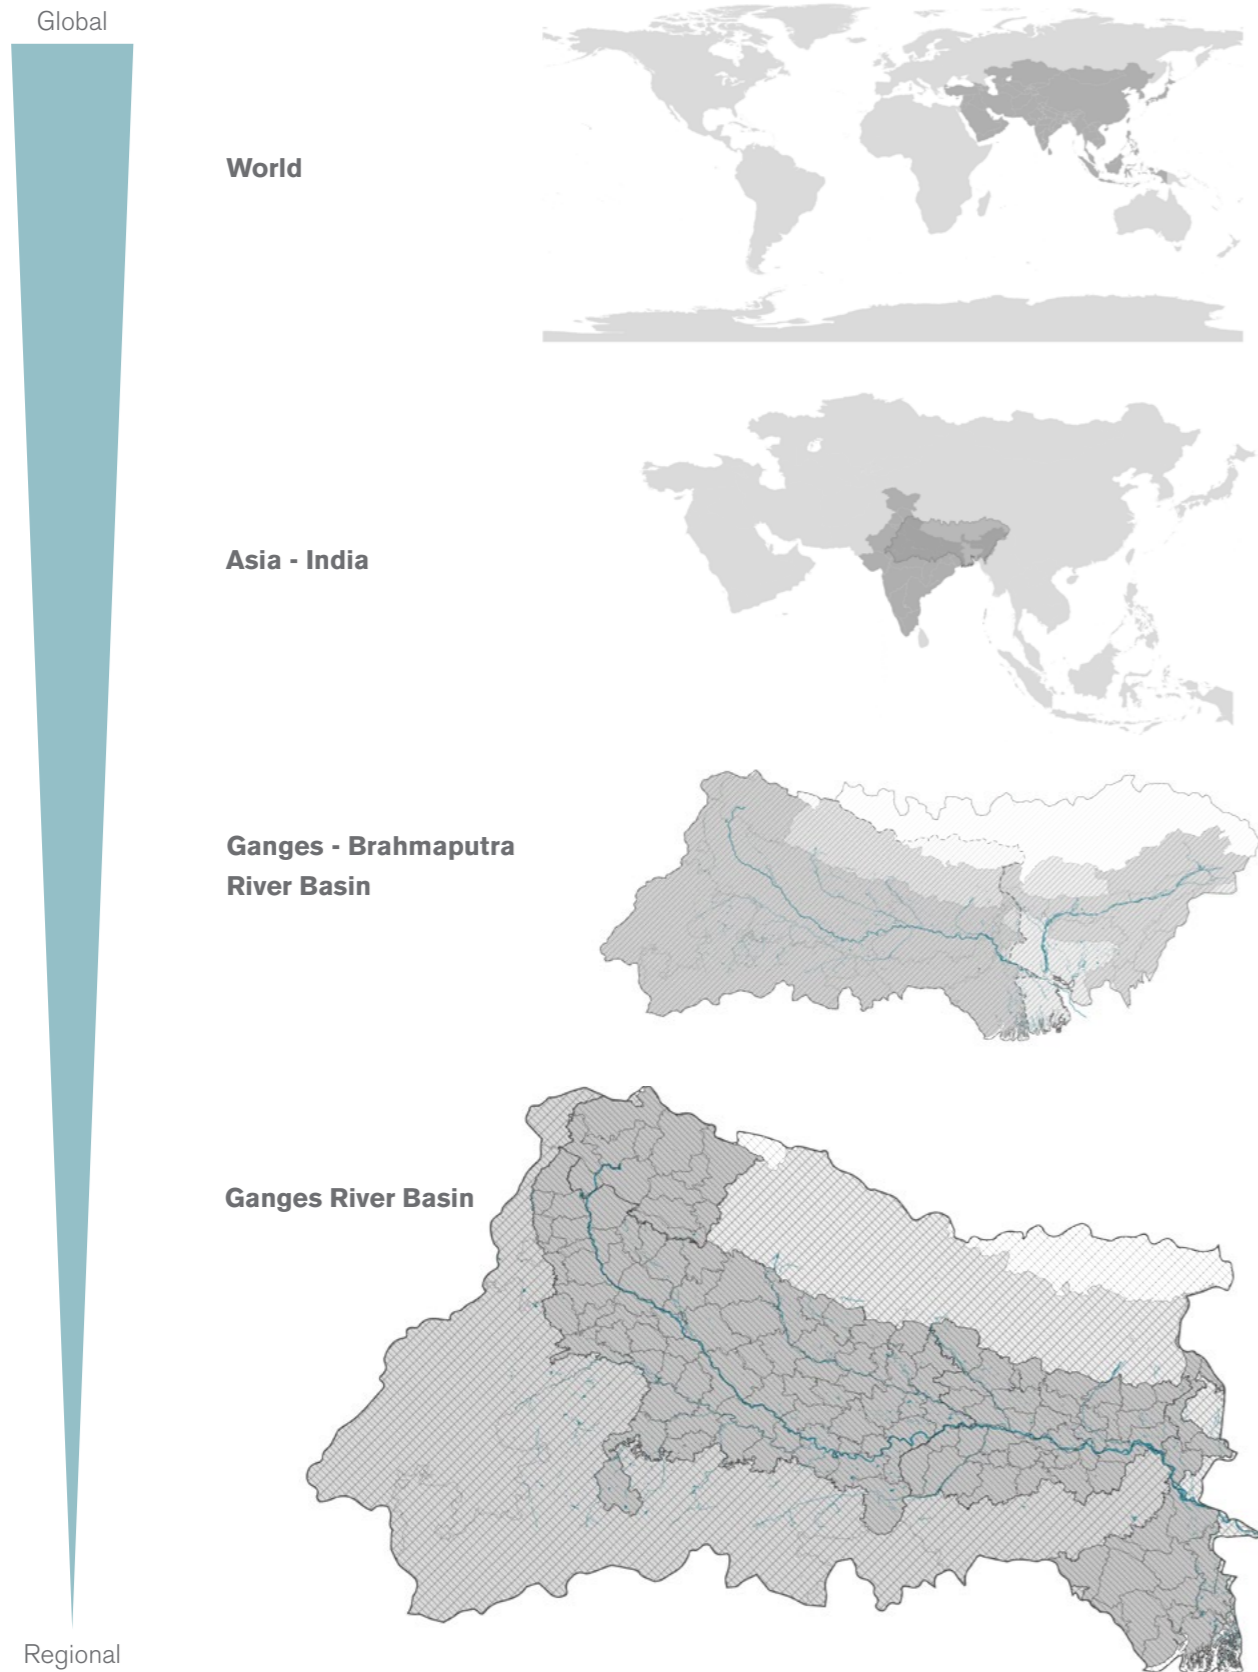 Global
World
Asia - India
Ganges - Brahmaputra
River Basin
Ganges River Basin
Regional